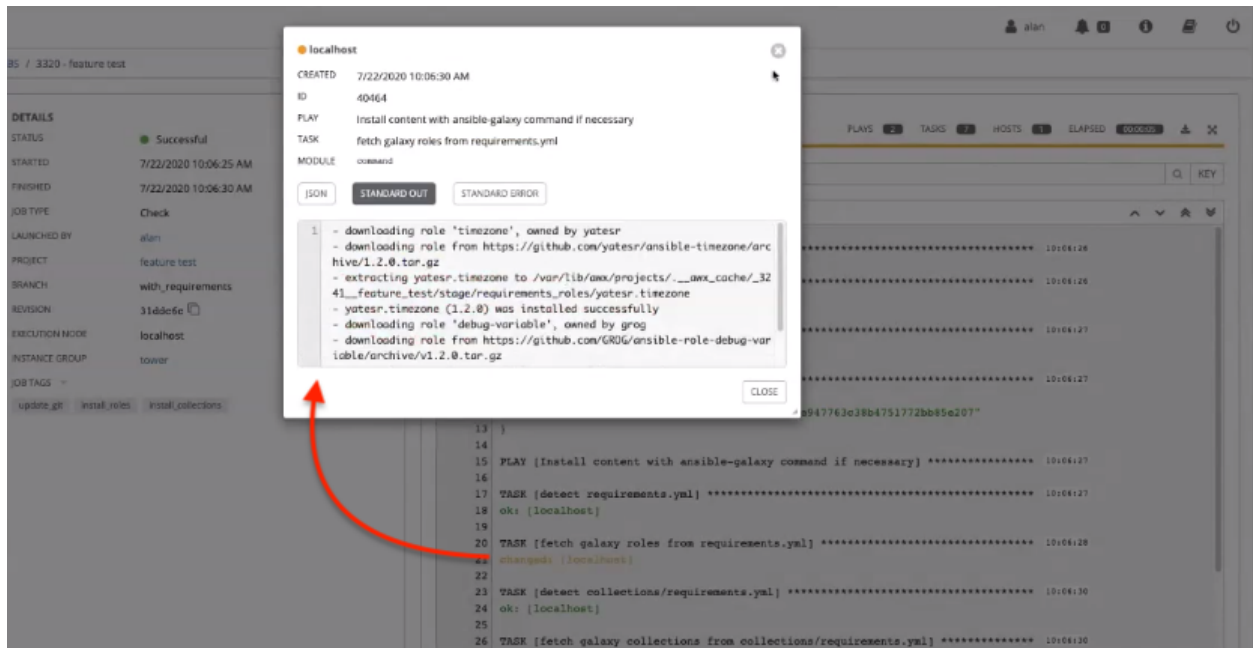 alan 0
BS / 3320 - feature test
DETAILS
STATUS Successful
STARTED 7/22/2020 10:06:25 AM
FINISHED 7/22/2020 10:06:30 AM
JOB TYPE Check
LAUNCHED BY alan
PROJECT feature test
BRANCH with_requirements
REVISION 31ddc6c
EXECUTION NODE localhost
INSTANCE GROUP tower
JOB TAGS
update_git install_roles install_collections
localhost
CREATED 7/22/2020 10:06:30 AM
ID 40464
PLAY Install content with ansible-galaxy command if necessary
TASK fetch galaxy roles from requirements.yml
MODULE command
JSON STANDARD OUT STANDARD ERROR
1 - downloading role 'timezone', owned by yatesr
- downloading role from https://github.com/yatesr/ansible-timezone/arc
hive/1.2.0.tar.gz
- extracting yatesr.timezone to /var/lib/awx/projects/.__awx_cache/_32
41__feature_test/stage/requirements_roles/yatesr.timezone
- yatesr.timezone (1.2.0) was installed successfully
- downloading role 'debug-variable', owned by grog
- downloading role from https://github.com/GROG/ansible-role-debug-var
iable/archive/v1.2.0.tar.gz
CLOSE
PLAYS 2 TASKS 7 HOSTS 1 ELAPSED 00:00:05
KEY
******************************** 10:06:26
******************************** 10:06:26
******************************** 10:06:27
******************************** 10:06:27
a947763c38b4751772bb85e207"
13 }
14
15 PLAY [Install content with ansible-galaxy command if necessary] **************** 10:06:27
16
17 TASK [detect requirements.yml] ************************************************* 10:06:27
18 ok: [localhost]
19
20 TASK [fetch galaxy roles from requirements.yml] ******************************** 10:06:28
21 changed: [localhost]
22
23 TASK [detect collections/requirements.yml] ************************************* 10:06:30
24 ok: [localhost]
25
26 TASK [fetch galaxy collections from collections/requirements.yml] ************** 10:06:30